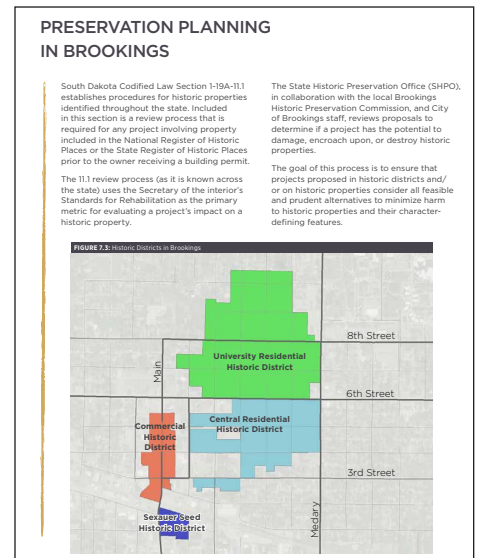 PRESERVATION PLANNING
IN BROOKINGS
South Dakota Codified Law Section 1-19A-11.1
establishes procedures for historic properties
identified throughout the state. Included
in this section is a review process that is
required for any project involving property
included in the National Register of Historic
Places or the State Register of Historic Places
prior to the owner receiving a building permit.
The 11.1 review process (as it is known across
the state) uses the Secretary of the interior's
Standards for Rehabilitation as the primary
metric for evaluating a project's impact on a
historic property.
The State Historic Preservation Office (SHPO),
in collaboration with the local Brookings
Historic Preservation Commission, and City
of Brookings staff, reviews proposals to
determine if a project has the potential to
damage, encroach upon, or destroy historic
properties.
The goal of this process is to ensure that
projects proposed in historic districts and/
or on historic properties consider all feasible
and prudent alternatives to minimize harm
to historic properties and their character-
defining features.
FIGURE 7.3: Historic Districts in Brookings
8th Street
University Residential
Historic District
Main
6th Street
Central Residential
Historic District
Commercial
Historic
District
3rd Street
Sexauer Seed
Historic District
Medary